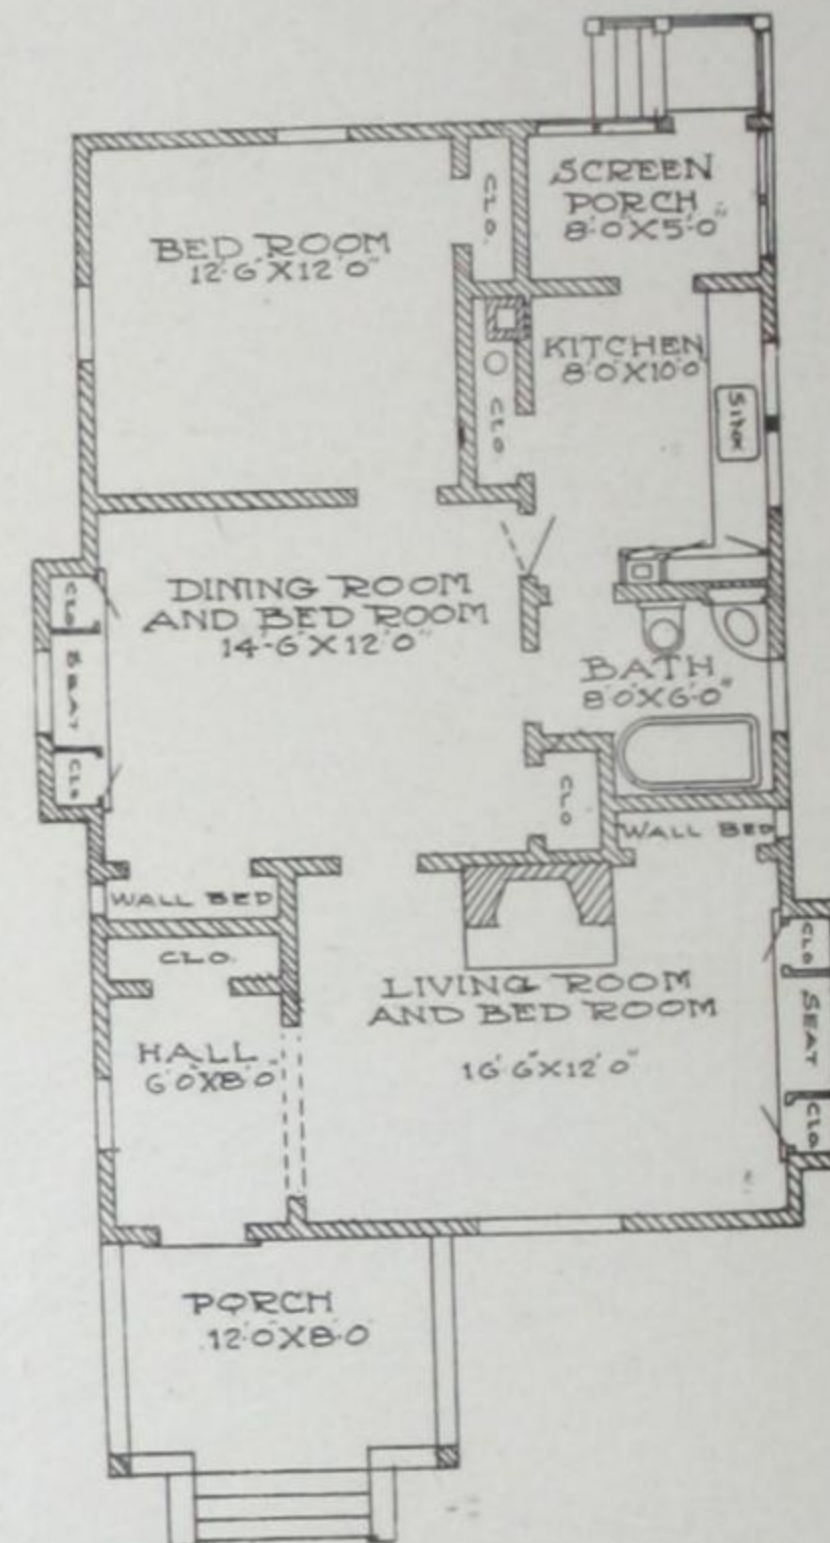 SCREEN
PORCH
8'·0"X5'·0"
CLO.
BED ROOM
12'·6"X12'·0"
KITCHEN
8'·0"X10'·0"
CLO
SINK
DINING ROOM
AND BED ROOM
14'-6"X12'·0"
CLO
SEAT
CLO
BATH
8'·0"X6'·0"
CLO
WALL BED
WALL BED
CLO.
CLO
LIVING ROOM
AND BED ROOM
16'·6"X12'·0"
SEAT
CLO
HALL
6'·0"X8'·0"
PORCH
12'·0"X8'·0"